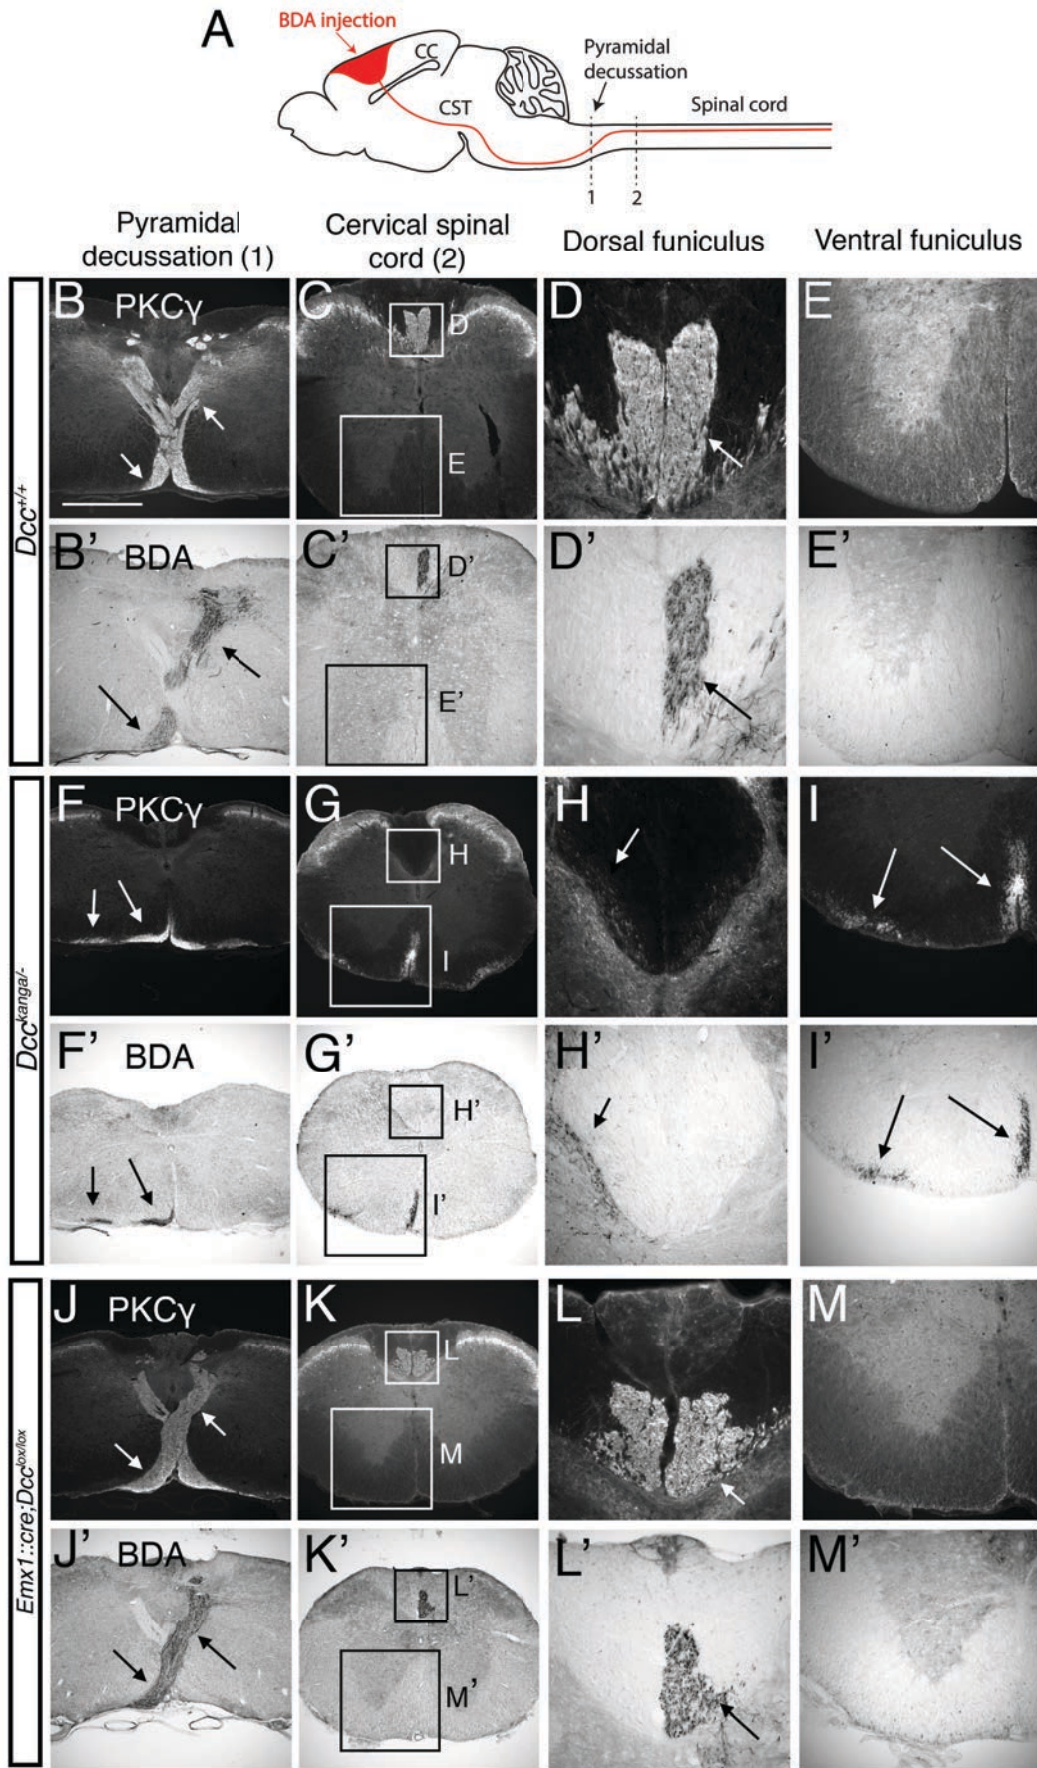 A
BDA injection
CC
CST
Pyramidal
decussation
Spinal cord
1
2
Pyramidal
decussation (1)
Cervical spinal
cord (2)
Dorsal funiculus
Ventral funiculus
Dcc+/+
B
PKCγ
C
D
E
D
E
B'
BDA
C'
D'
E'
D'
E'
Dcckanga/-
F
PKCγ
G
H
I
H
I
F'
BDA
G'
H'
I'
H'
I'
Emx1::cre;Dcclox/lox
J
PKCγ
K
L
M
L
M
J'
BDA
K'
L'
M'
L'
M'